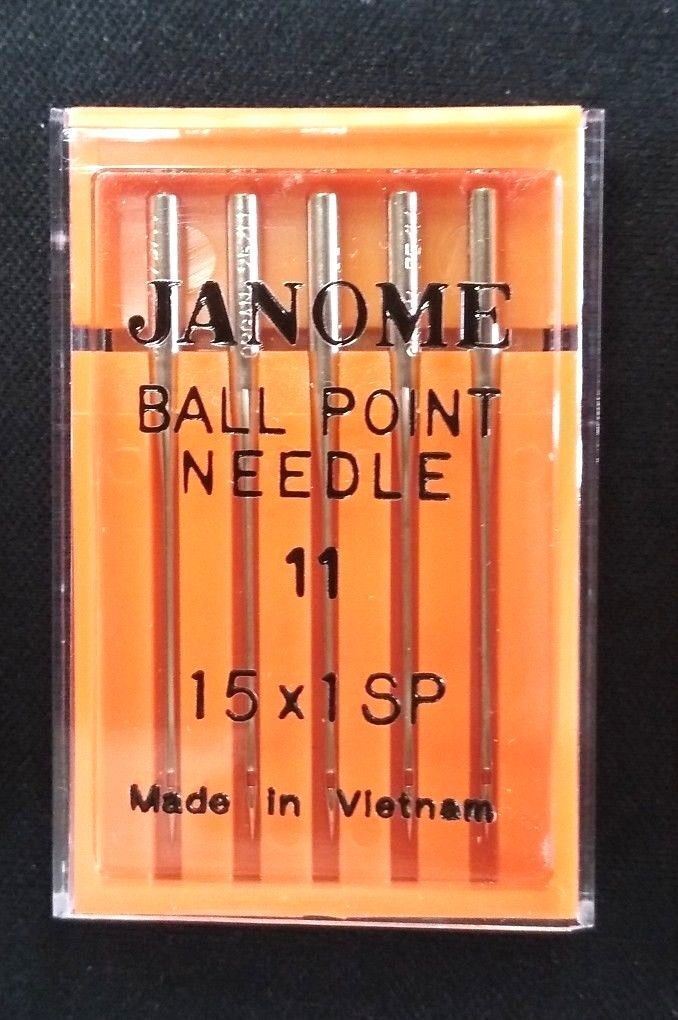 JANOME
BALL POINT
NEEDLE
11
15x1SP
Made in Vietnam